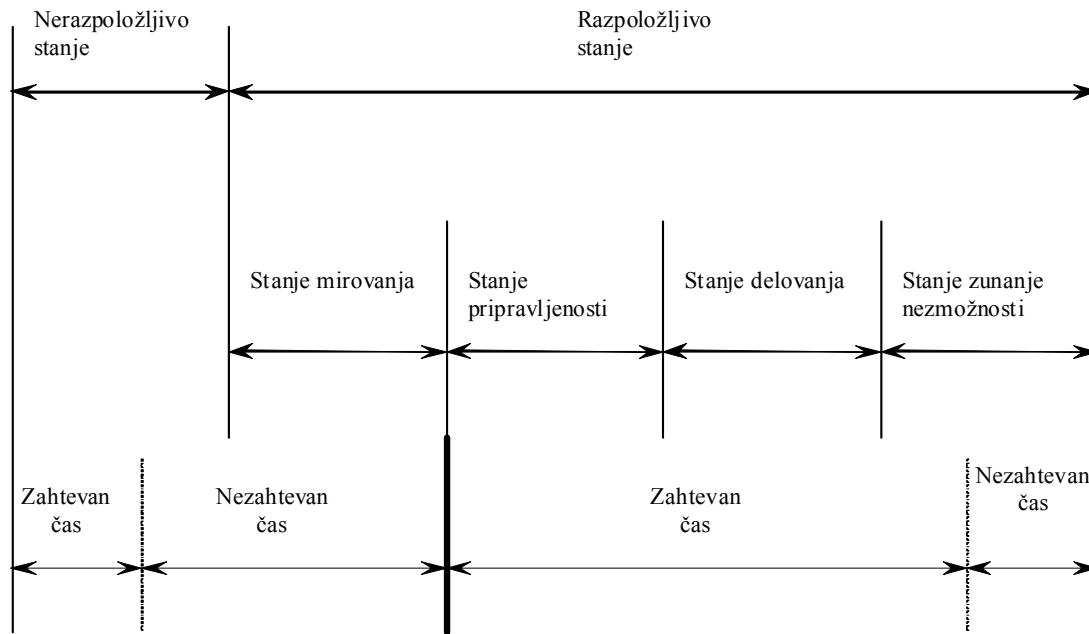 Nerazpoložljivo
stanje
Razpoložljivo
stanje
Stanje mirovanja
Stanje
pripravljenosti
Stanje delovanja
Stanje zunanje
nezmožnosti
Zahtevan
čas
Nezahtevan
čas
Zahtevan
čas
Nezahtevan
čas